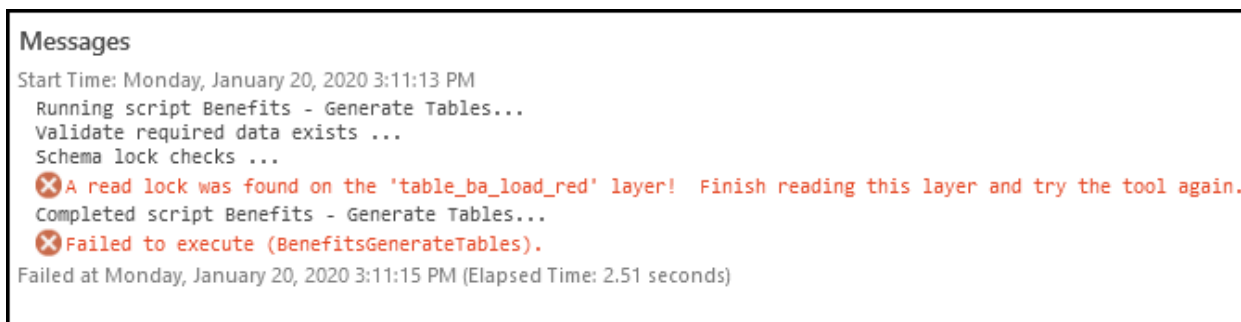 Messages
Start Time: Monday, January 20, 2020 3:11:13 PM
Running script Benefits - Generate Tables...
Validate required data exists ...
Schema lock checks ...
A read lock was found on the 'table_ba_load_red' layer!  Finish reading this layer and try the tool again.
Completed script Benefits - Generate Tables...
Failed to execute (BenefitsGenerateTables).
Failed at Monday, January 20, 2020 3:11:15 PM (Elapsed Time: 2.51 seconds)